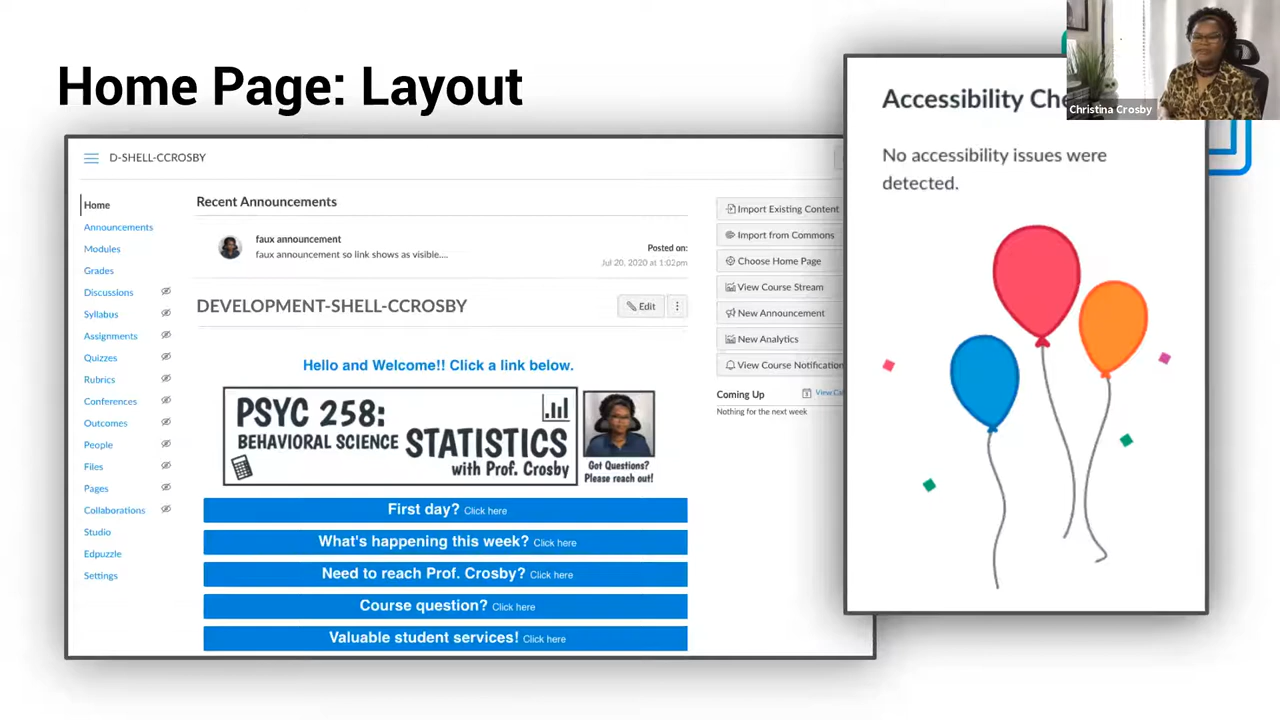 Home Page: Layout
D-SHELL-CCROSBY
Home
Announcements
Modules
Grades
Discussions
Syllabus
Assignments
Quizzes
Rubrics
Conferences
Outcomes
People
Files
Pages
Collaborations
Studio
Edpuzzle
Settings
Recent Announcements
faux announcement
faux announcement so link shows as visible....
Posted on:
Jul 20, 2020 at 1:02pm
DEVELOPMENT-SHELL-CCROSBY
Edit
Hello and Welcome!! Click a link below.
PSYC 258:
BEHAVIORAL SCIENCE STATISTICS
with Prof. Crosby
Got Questions?
Please reach out!
First day? Click here
What's happening this week? Click here
Need to reach Prof. Crosby? Click here
Course question? Click here
Valuable student services! Click here
Import Existing Content
Import from Commons
Choose Home Page
View Course Stream
New Announcement
New Analytics
View Course Notification
Coming Up
View Cal
Nothing for the next week
Accessibility Che
No accessibility issues were
detected.
Christina Crosby